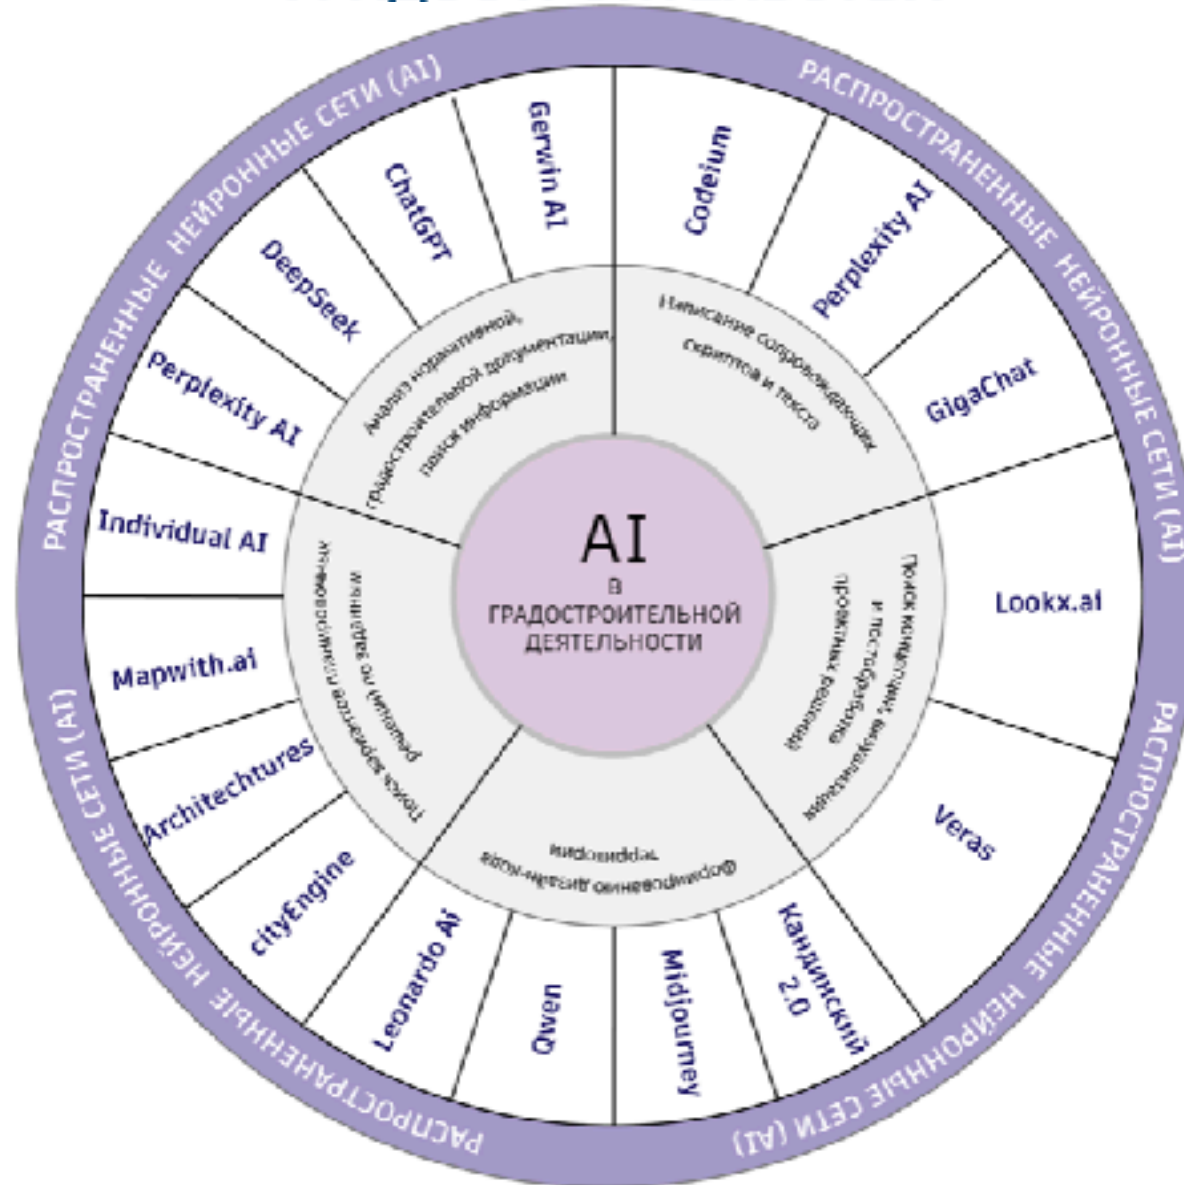 AI
В
ГРАДОСТРОИТЕЛЬНОЙ
ДЕЯТЕЛЬНОСТИ
Написание сопровождающих
скриптов и текста
Codeium
Perplexity AI
GigaChat
Поиск концепций, визуализация
и постобработка
проектных решений
Lookx.ai
Veras
Формированию дизайн-кода
территории
Кандинский
2.0
Midjourney
Qwen
Leonardo Ai
Поиск вариантов планировочных
решений по заданным
cityEngine
Architechtures
Mapwith.ai
Individual AI
Анализ нормативной,
градостроительной документации,
поиск информации
Perplexity AI
DeepSeek
ChatGPT
Gerwin AI
РАСПРОСТРАНЕННЫЕ НЕЙРОННЫЕ СЕТИ (AI)
РАСПРОСТРАНЕННЫЕ НЕЙРОННЫЕ СЕТИ (AI)
РАСПРОСТРАНЕННЫЕ НЕЙРОННЫЕ СЕТИ (AI)
РАСПРОСТРАНЕННЫЕ НЕЙРОННЫЕ СЕТИ (AI)